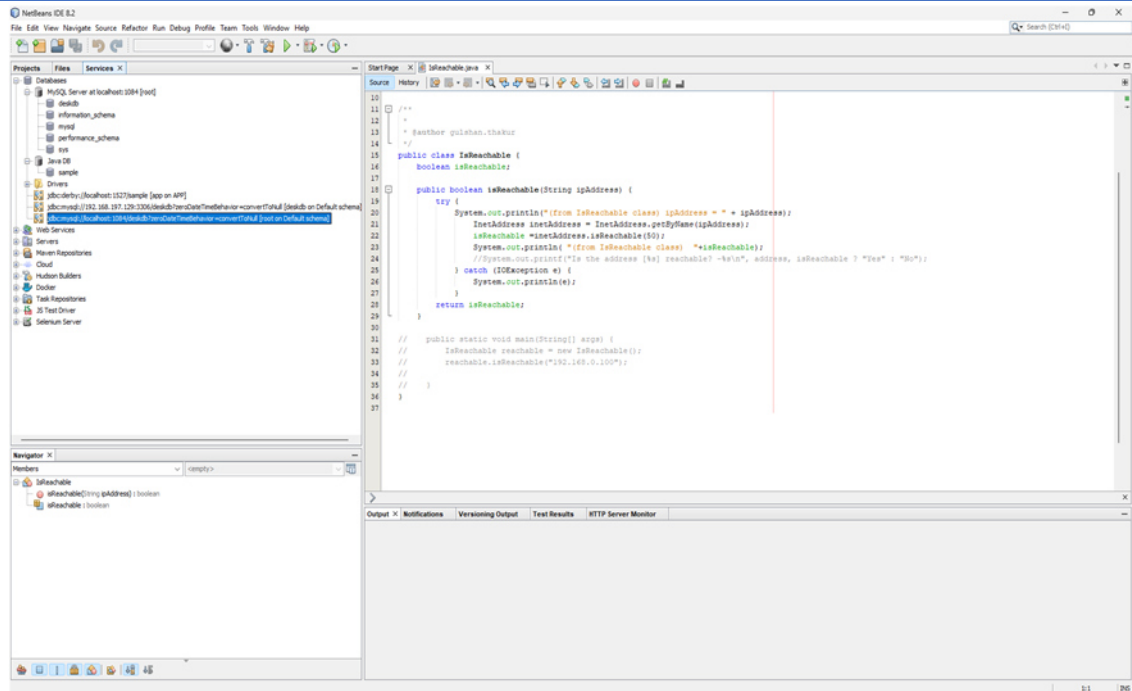 NetBeans IDE 8.2
File Edit View Navigate Source Refactor Run Debug Profile Team Tools Window Help
Search (Ctrl+I)
Projects Files Services
Databases
MySQL Server at localhost:1084 [root]
deskdb
information_schema
mysql
performance_schema
sys
Java DB
sample
Drivers
jdbc:derby://localhost:1527/sample [app on APP]
jdbc:mysql://192.168.197.129:3306/deskdb?zeroDateTimeBehavior=convertToNull [deskdb on Default schema]
jdbc:mysql://localhost:1084/deskdb?zeroDateTimeBehavior=convertToNull [root on Default schema]
Web Services
Servers
Maven Repositories
Cloud
Hudson Builders
Docker
Task Repositories
JS Test Driver
Selenium Server
Navigator
Members
<empty>
IsReachable
isReachable(String ipAddress) : boolean
isReachable : boolean
Start Page IsReachable.java
Source History
10
11 /**
12 *
13 * @author gulshan.thakur
14 */
15 public class IsReachable {
16 boolean isReachable;
17
18 public boolean isReachable(String ipAddress) {
19 try {
20 System.out.println("(from IsReachable class) ipAddress = " + ipAddress);
21 InetAddress inetAddress = InetAddress.getByName(ipAddress);
22 isReachable =inetAddress.isReachable(50);
23 System.out.println( "(from IsReachable class)  "+isReachable);
24 //System.out.printf("Is the address [%s] reachable? -%s\n", address, isReachable ? "Yes" : "No");
25 } catch (IOException e) {
26 System.out.println(e);
27 }
28 return isReachable;
29 }
30
31 // public static void main(String[] args) {
32 // IsReachable reachable = new IsReachable();
33 // reachable.isReachable("192.168.0.100");
34 //
35 // }
36 }
37
Output Notifications Versioning Output Test Results HTTP Server Monitor
1:1 INS